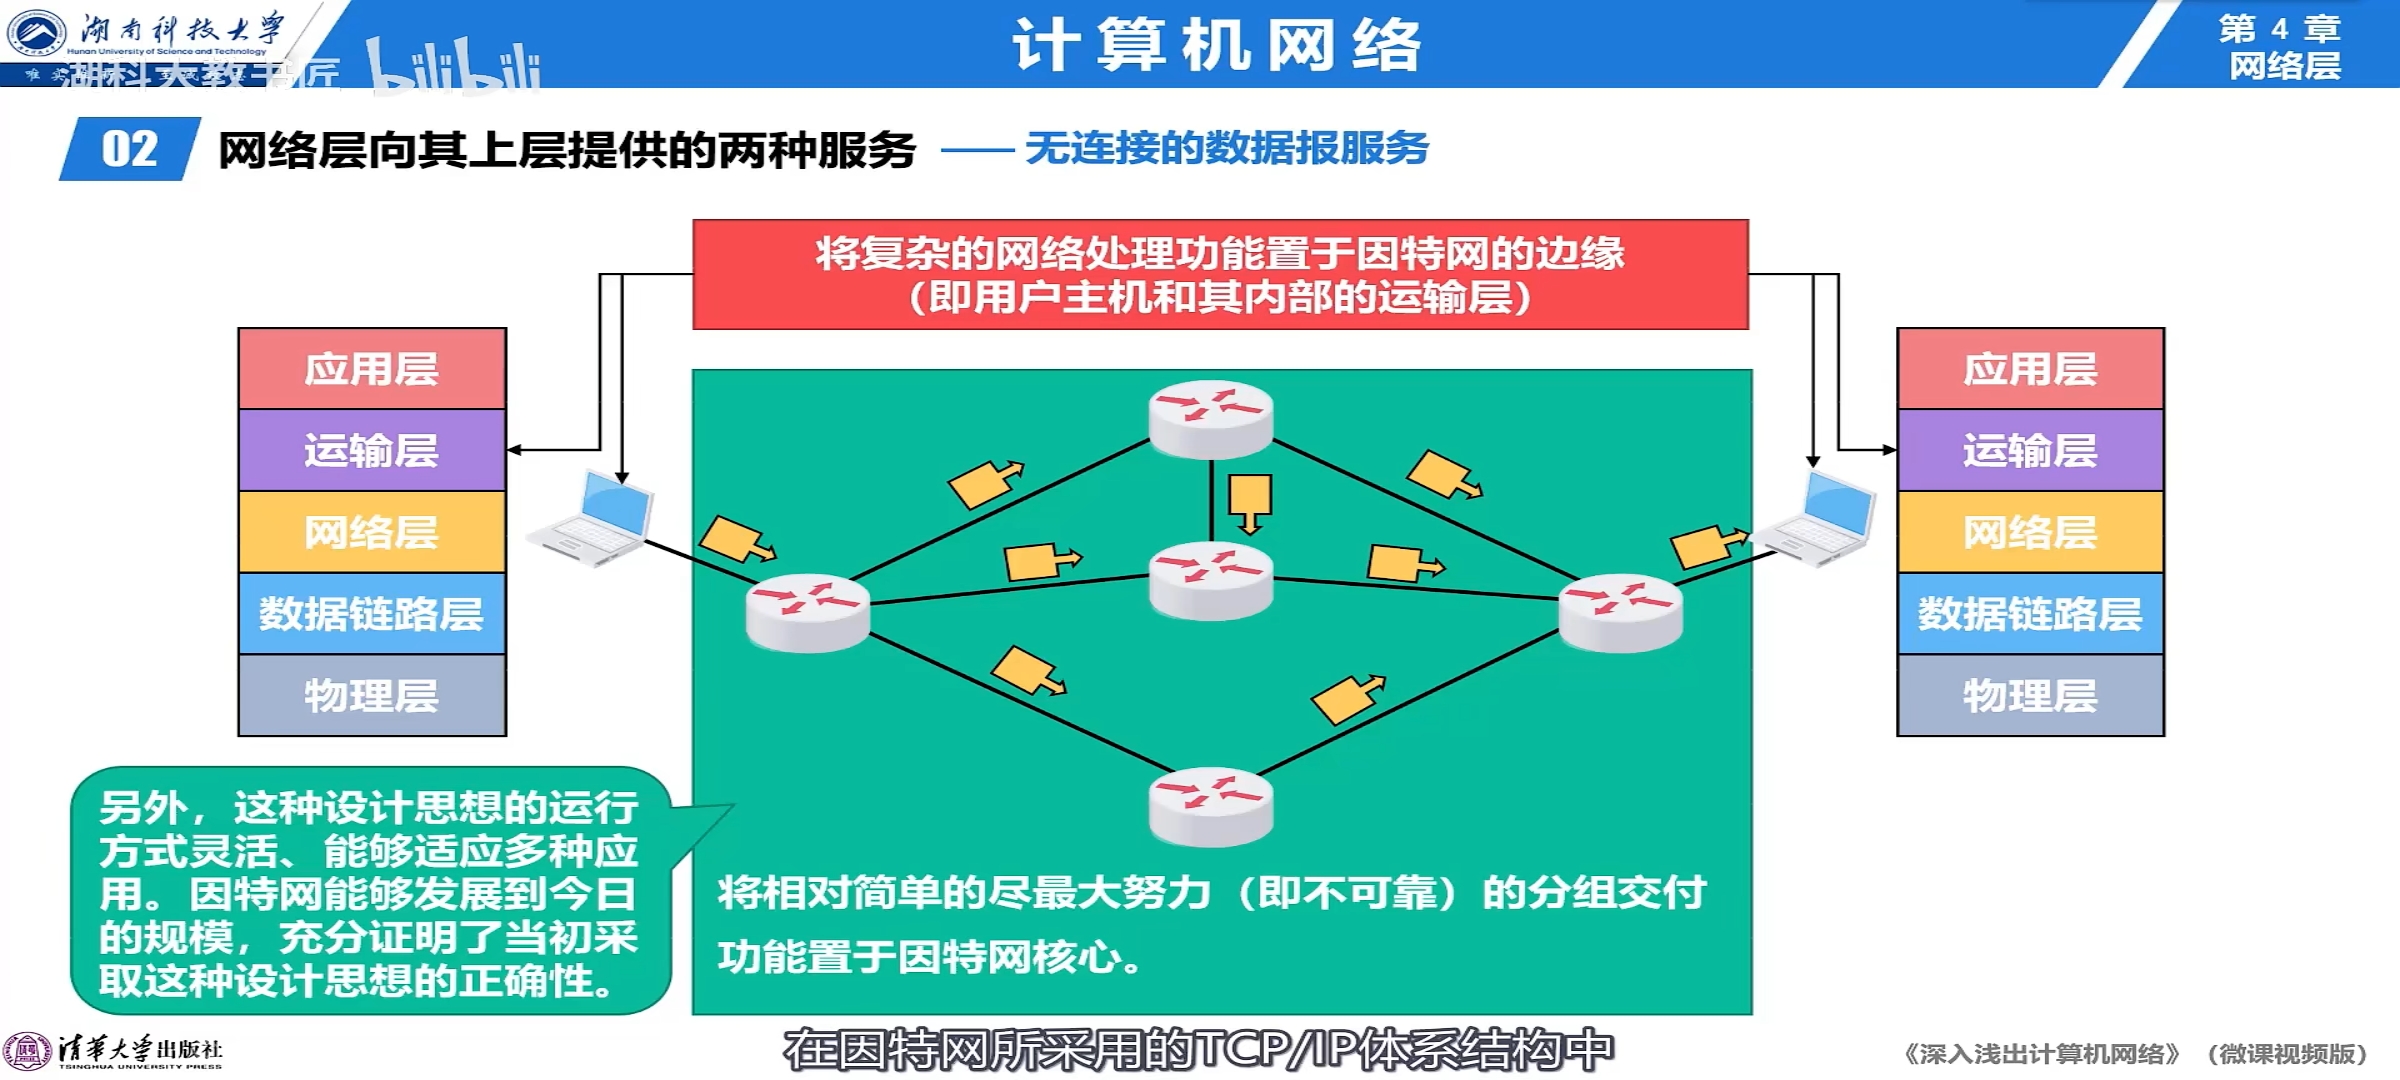 湖南科技大学
Hunan University of Science and Technology
湖科大教书匠 bilibili
计算机网络
第 4 章
网络层
02 网络层向其上层提供的两种服务 —— 无连接的数据报服务
将复杂的网络处理功能置于因特网的边缘
（即用户主机和其内部的运输层）
应用层
运输层
网络层
数据链路层
物理层
应用层
运输层
网络层
数据链路层
物理层
另外，这种设计思想的运行
方式灵活、能够适应多种应
用。因特网能够发展到今日
的规模，充分证明了当初采
取这种设计思想的正确性。
将相对简单的尽最大努力（即不可靠）的分组交付
功能置于因特网核心。
在因特网所采用的TCP/IP体系结构中
清华大学出版社
TSINGHUA UNIVERSITY PRESS
《深入浅出计算机网络》（微课视频版）